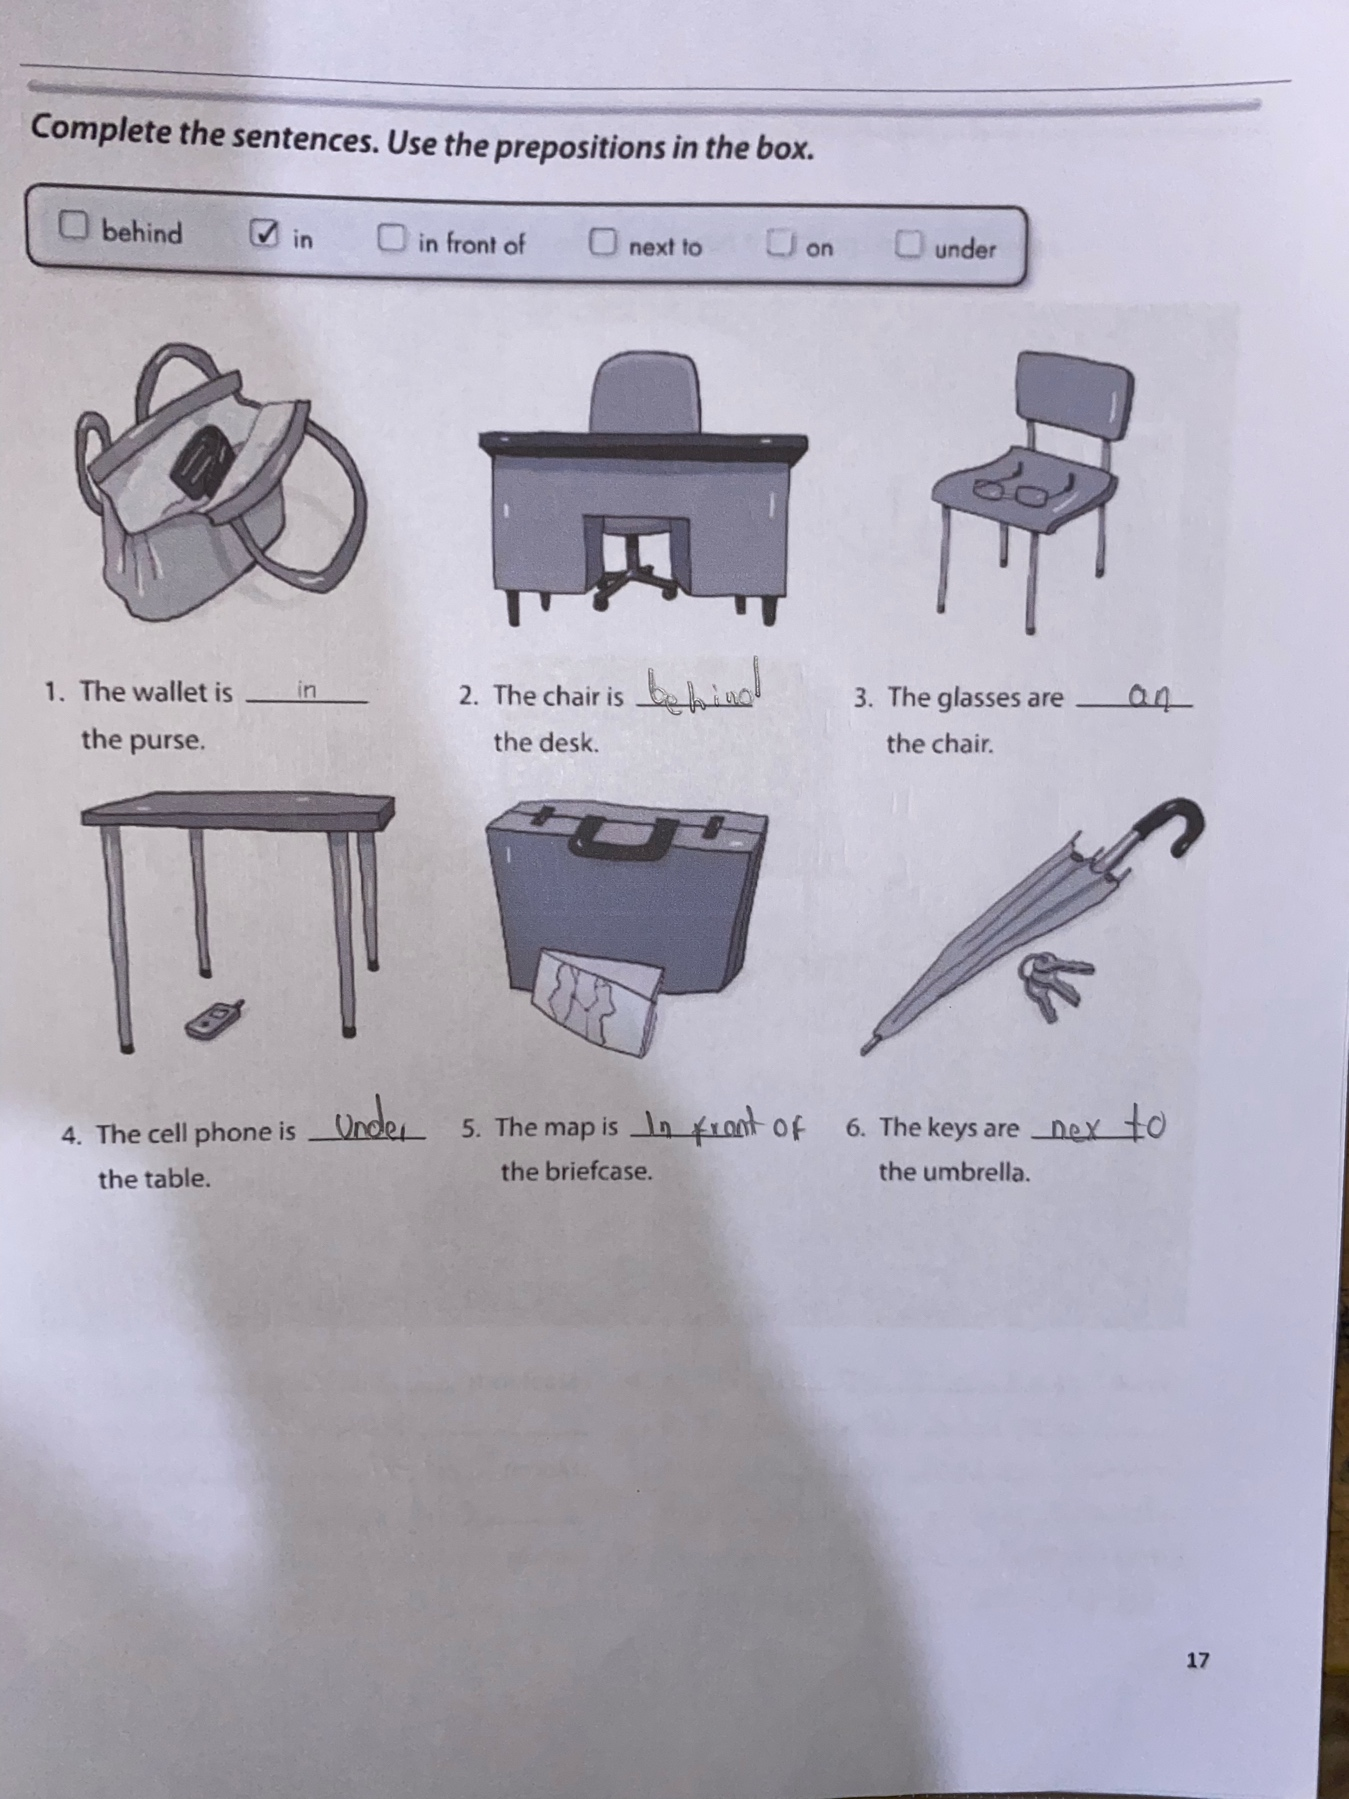 Complete the sentences. Use the prepositions in the box.
behind in in front of next to on under
1. The wallet is in 2. The chair is behind 3. The glasses are an
the purse. the desk. the chair.
4. The cell phone is Under 5. The map is In front of 6. The keys are nex to
the table. the briefcase. the umbrella.
17